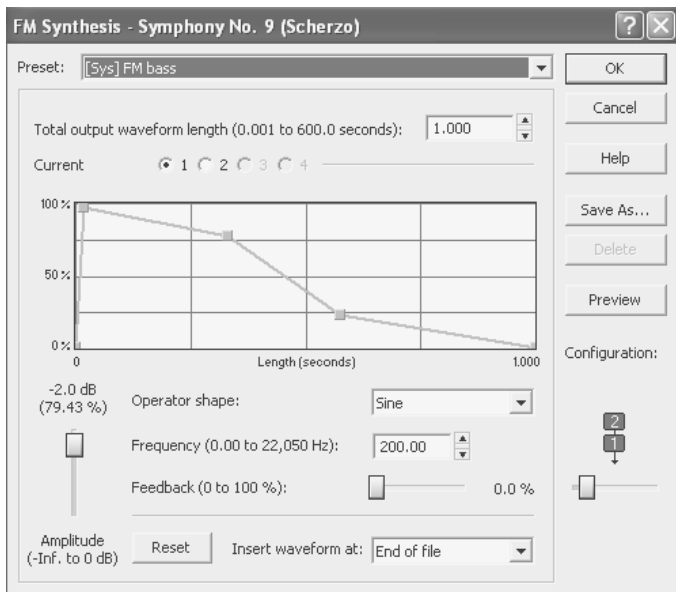 FM Synthesis - Symphony No. 9 (Scherzo)
Preset: [Sys] FM bass
OK
Cancel
Help
Save As...
Delete
Preview
Configuration:
2
1
Total output waveform length (0.001 to 600.0 seconds): 1.000
Current 1 2 3 4
100 %
50 %
0 %
0 Length (seconds) 1.000
-2.0 dB
(79.43 %)
Operator shape: Sine
Frequency (0.00 to 22,050 Hz): 200.00
Feedback (0 to 100 %): 0.0 %
Amplitude
(-Inf. to 0 dB)
Reset Insert waveform at: End of file